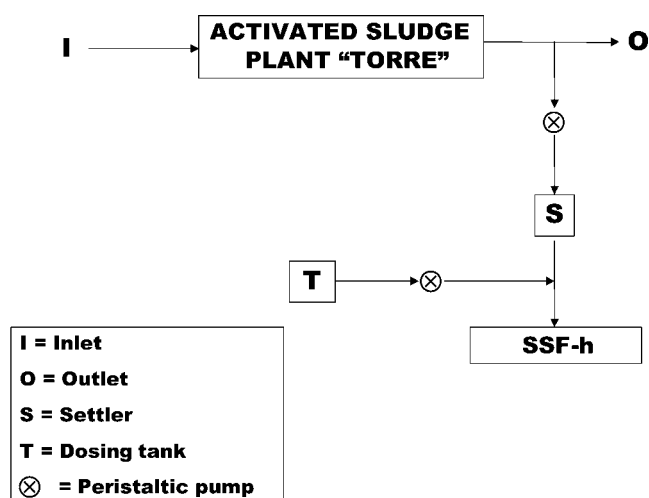 I
ACTIVATED SLUDGE
PLANT “TORRE”
O
S
T
SSF-h
I = Inlet
O = Outlet
S = Settler
T = Dosing tank
= Peristaltic pump